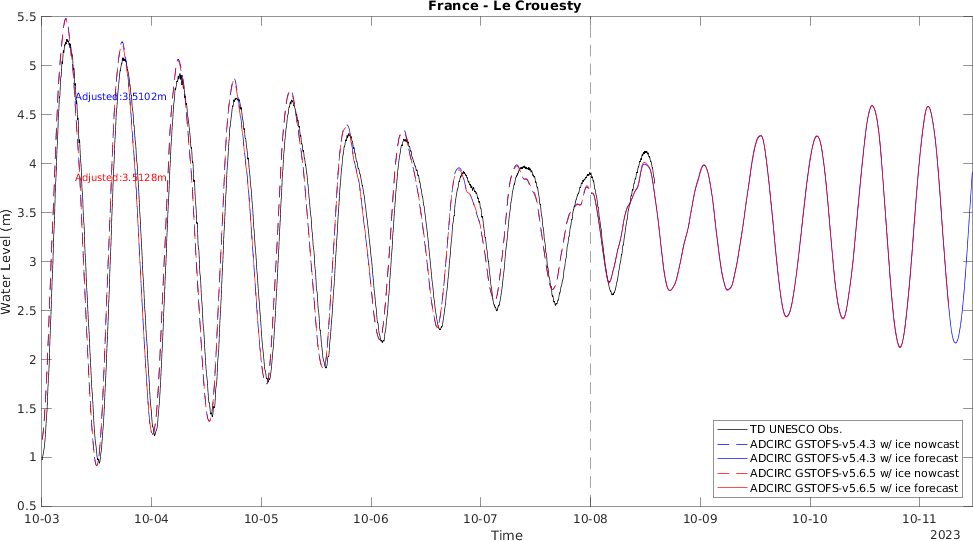 France - Le Crouesty
5.5
5
4.5
4
3.5
3
2.5
2
1.5
1
0.5
Water Level (m)
Adjusted:3.5102m
Adjusted:3.5128m
TD UNESCO Obs.
ADCIRC GSTOFS-v5.4.3 w/ ice nowcast
ADCIRC GSTOFS-v5.4.3 w/ ice forecast
ADCIRC GSTOFS-v5.6.5 w/ ice nowcast
ADCIRC GSTOFS-v5.6.5 w/ ice forecast
10-03 10-04 10-05 10-06 10-07 10-08 10-09 10-10 10-11
Time
2023